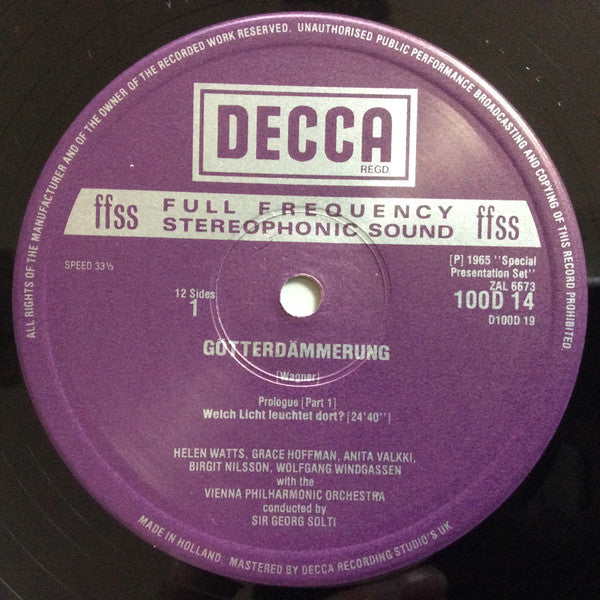 ALL RIGHTS OF THE MANUFACTURER AND OF THE OWNER OF THE RECORDED WORK RESERVED. UNAUTHORISED PUBLIC PERFORMANCE BROADCASTING AND COPYING OF THIS RECORD PROHIBITED.
DECCA
REGD.
ffss FULL FREQUENCY STEREOPHONIC SOUND ffss
SPEED 33⅓
[P] 1965 "Special
Presentation Set"
ZAL 6673
100D 14
D100D 19
12 Sides
1
GÖTTERDÄMMERUNG
[Wagner]
Prologue [Part 1]
Welch Licht leuchtet dort? [24'40"]
HELEN WATTS, GRACE HOFFMAN, ANITA VALKKI,
BIRGIT NILSSON, WOLFGANG WINDGASSEN
with the
VIENNA PHILHARMONIC ORCHESTRA
conducted by
SIR GEORG SOLTI
MADE IN HOLLAND, MASTERED BY DECCA RECORDING STUDIO'S UK